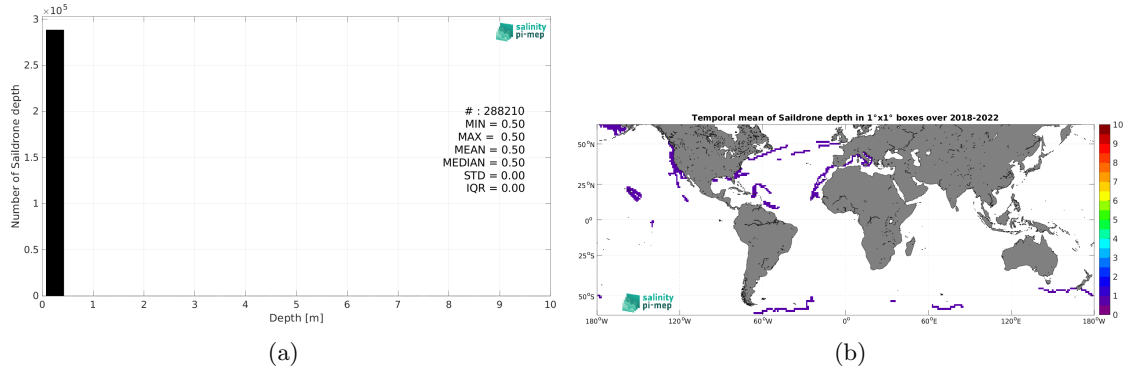 ×10⁵
3
2.5
2
1.5
1
0.5
0
Number of Saildrone depth
salinity
pi-mep
# : 288210
MIN = 0.50
MAX = 0.50
MEAN = 0.50
MEDIAN = 0.50
STD = 0.00
IQR = 0.00
1 2 3 4 5 6 7 8 9 10
Depth [m]
(a)
Temporal mean of Saildrone depth in 1°x1° boxes over 2018-2022
50°N
25°N
0°
25°S
50°S
180°W 120°W 60°W 0° 60°E 120°E 180°W
salinity
pi-mep
10
9
8
7
6
5
4
3
2
1
0
(b)